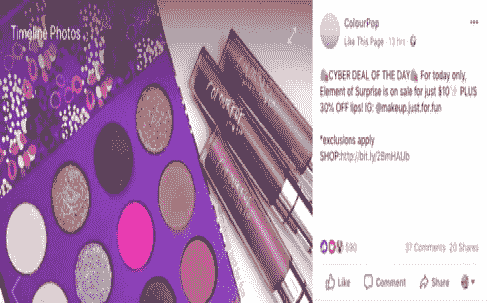 Timeline Photos
ColourPop
Like This Page · 13 hrs ·
CYBER DEAL OF THE DAY For today only,
Element of Surprise is on sale for just $10 PLUS
30% OFF lips! IG: @makeup.just.for.fun
*exclusions apply
SHOP:http://bit.ly/2BmHAUb
37 Comments 20 Shares
Like Comment Share